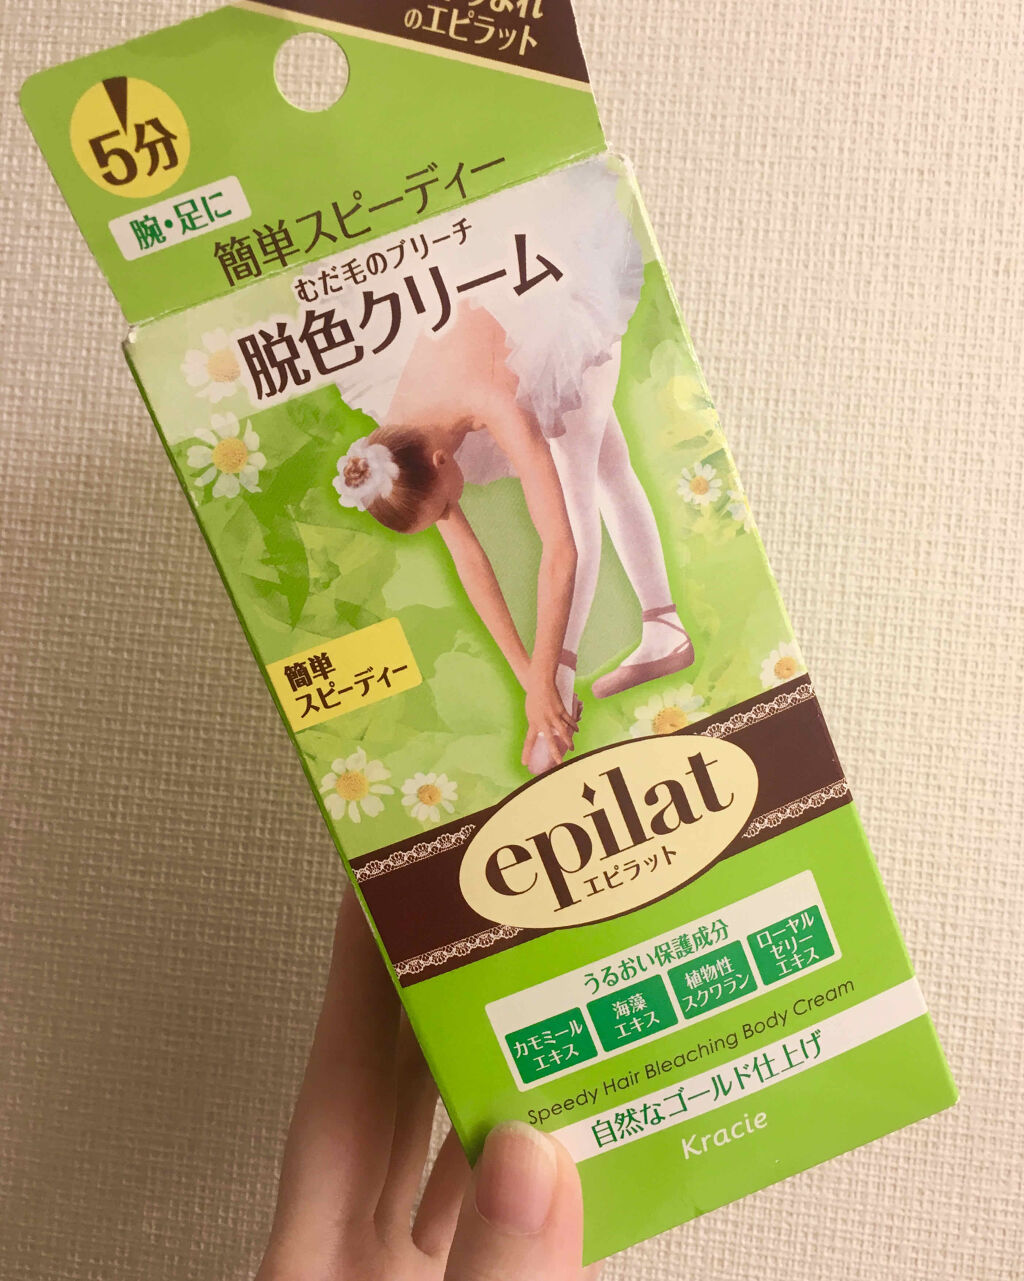 のエピラット
5分
腕・足に
簡単スピーディー
むだ毛のブリーチ
脱色クリーム
簡単
スピーディー
epilat
エピラット
うるおい保護成分
カモミール
エキス
海藻
エキス
植物性
スクワラン
ローヤル
ゼリー
エキス
Speedy Hair Bleaching Body Cream
自然なゴールド仕上げ
Kracie